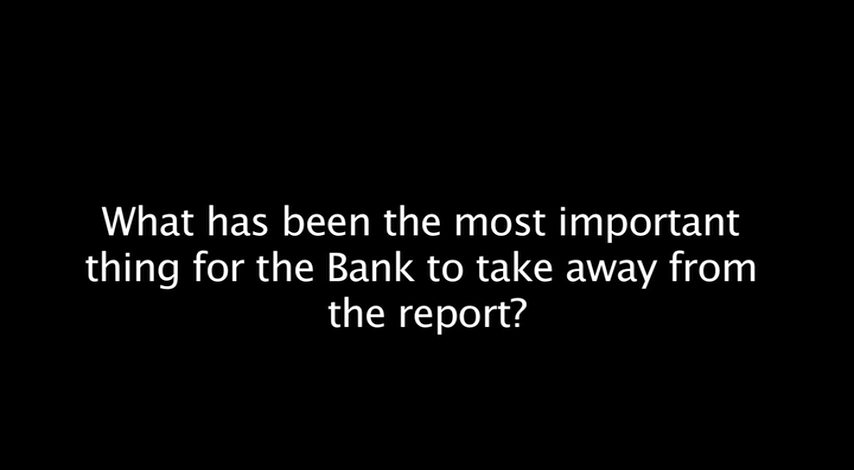 What has been the most important
thing for the Bank to take away from
the report?